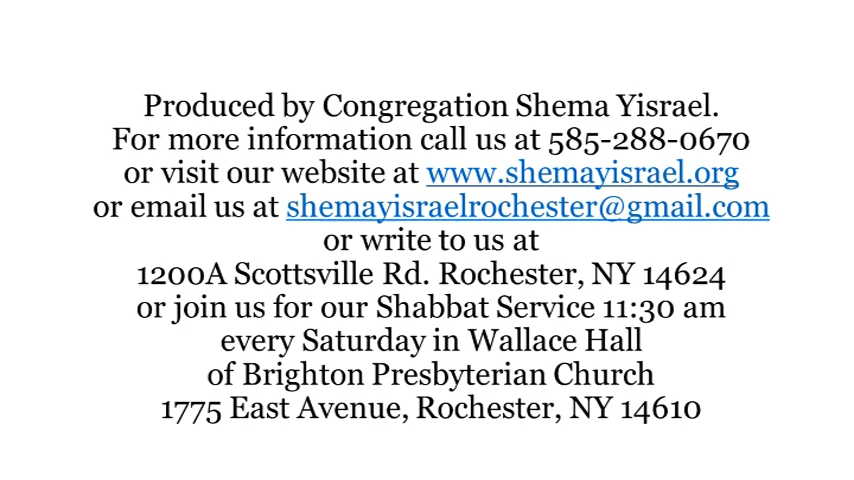 Produced by Congregation Shema Yisrael.
For more information call us at 585-288-0670
or visit our website at www.shemayisrael.org
or email us at shemayisraelrochester@gmail.com
or write to us at
1200A Scottsville Rd. Rochester, NY 14624
or join us for our Shabbat Service 11:30 am
every Saturday in Wallace Hall
of Brighton Presbyterian Church
1775 East Avenue, Rochester, NY 14610